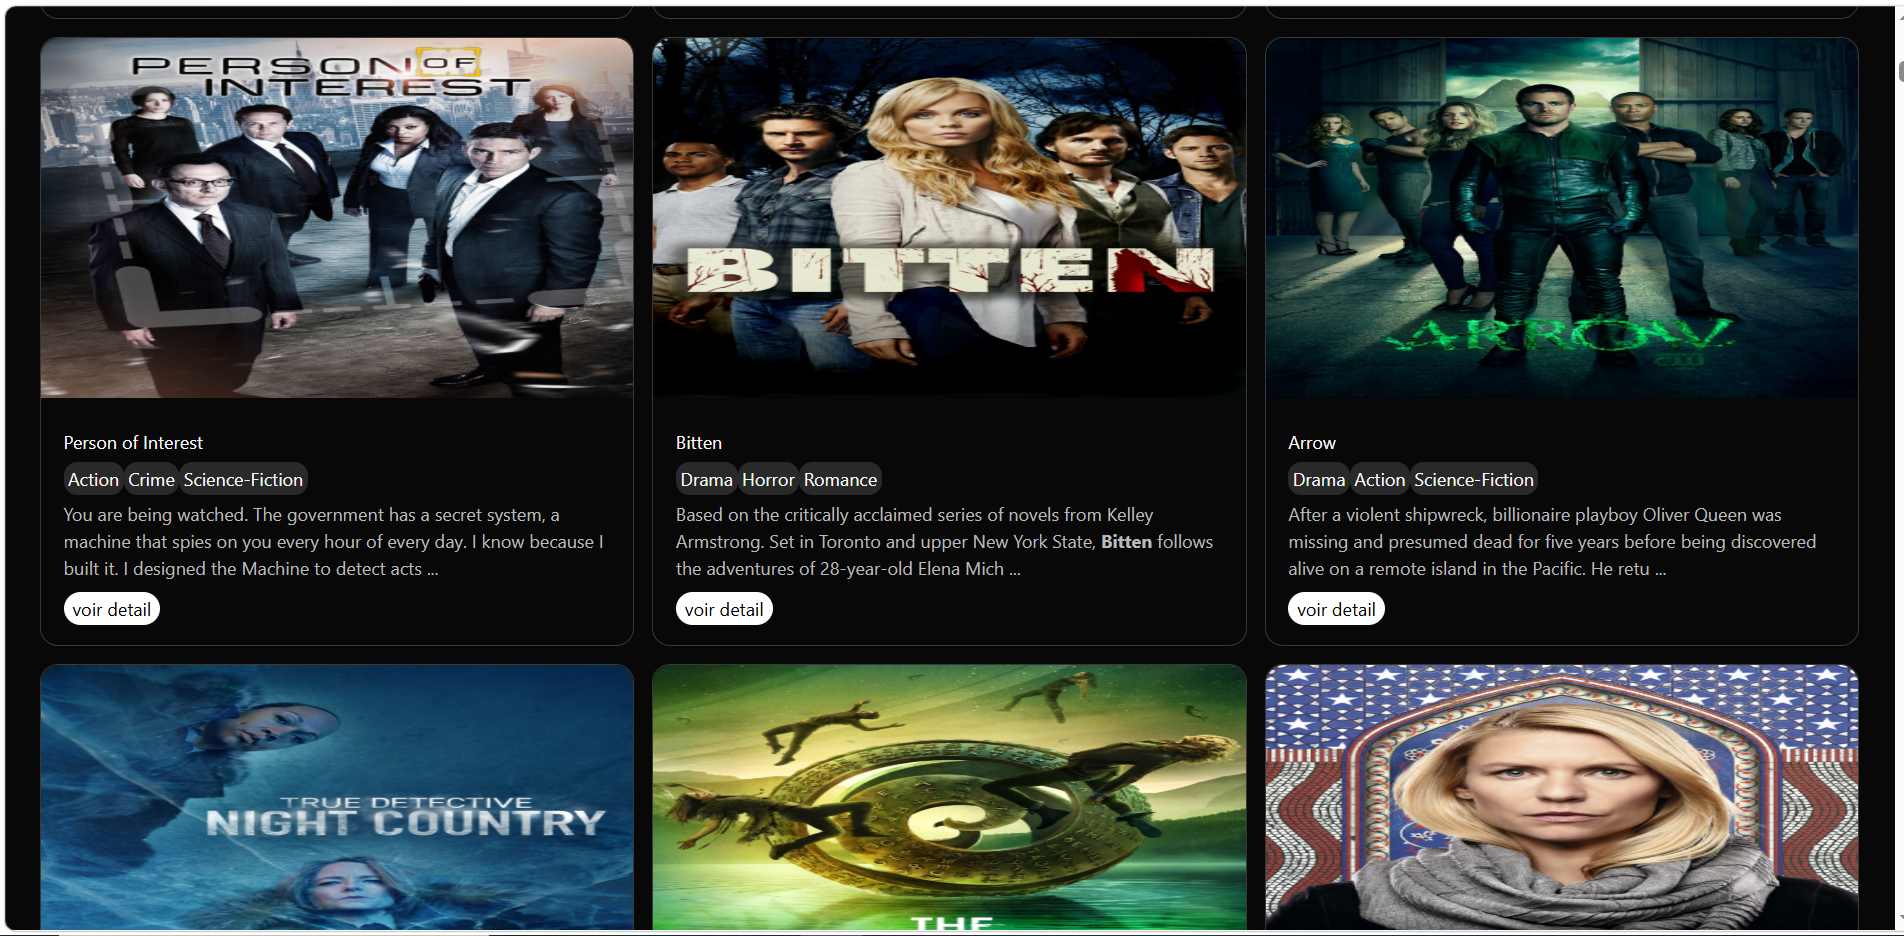 PERSON OF
INTEREST
BITTEN
ARROW
CW
Person of Interest
Action Crime Science-Fiction
You are being watched. The government has a secret system, a
machine that spies on you every hour of every day. I know because I
built it. I designed the Machine to detect acts ...
voir detail
Bitten
Drama Horror Romance
Based on the critically acclaimed series of novels from Kelley
Armstrong. Set in Toronto and upper New York State, Bitten follows
the adventures of 28-year-old Elena Mich ...
voir detail
Arrow
Drama Action Science-Fiction
After a violent shipwreck, billionaire playboy Oliver Queen was
missing and presumed dead for five years before being discovered
alive on a remote island in the Pacific. He retu ...
voir detail
TRUE DETECTIVE
NIGHT COUNTRY
THE